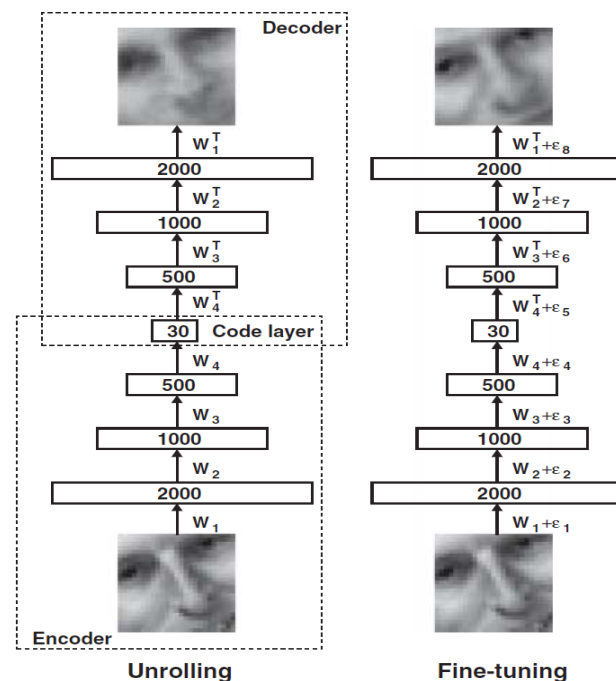 Decoder
W₁ᵀ
2000
W₂ᵀ
1000
W₃ᵀ
500
W₄ᵀ
30 Code layer
W₄
500
W₃
1000
W₂
2000
W₁
Encoder
Unrolling
W₁ᵀ+ε₈
2000
W₂ᵀ+ε₇
1000
W₃ᵀ+ε₆
500
W₄ᵀ+ε₅
30
W₄+ε₄
500
W₃+ε₃
1000
W₂+ε₂
2000
W₁+ε₁
Fine-tuning